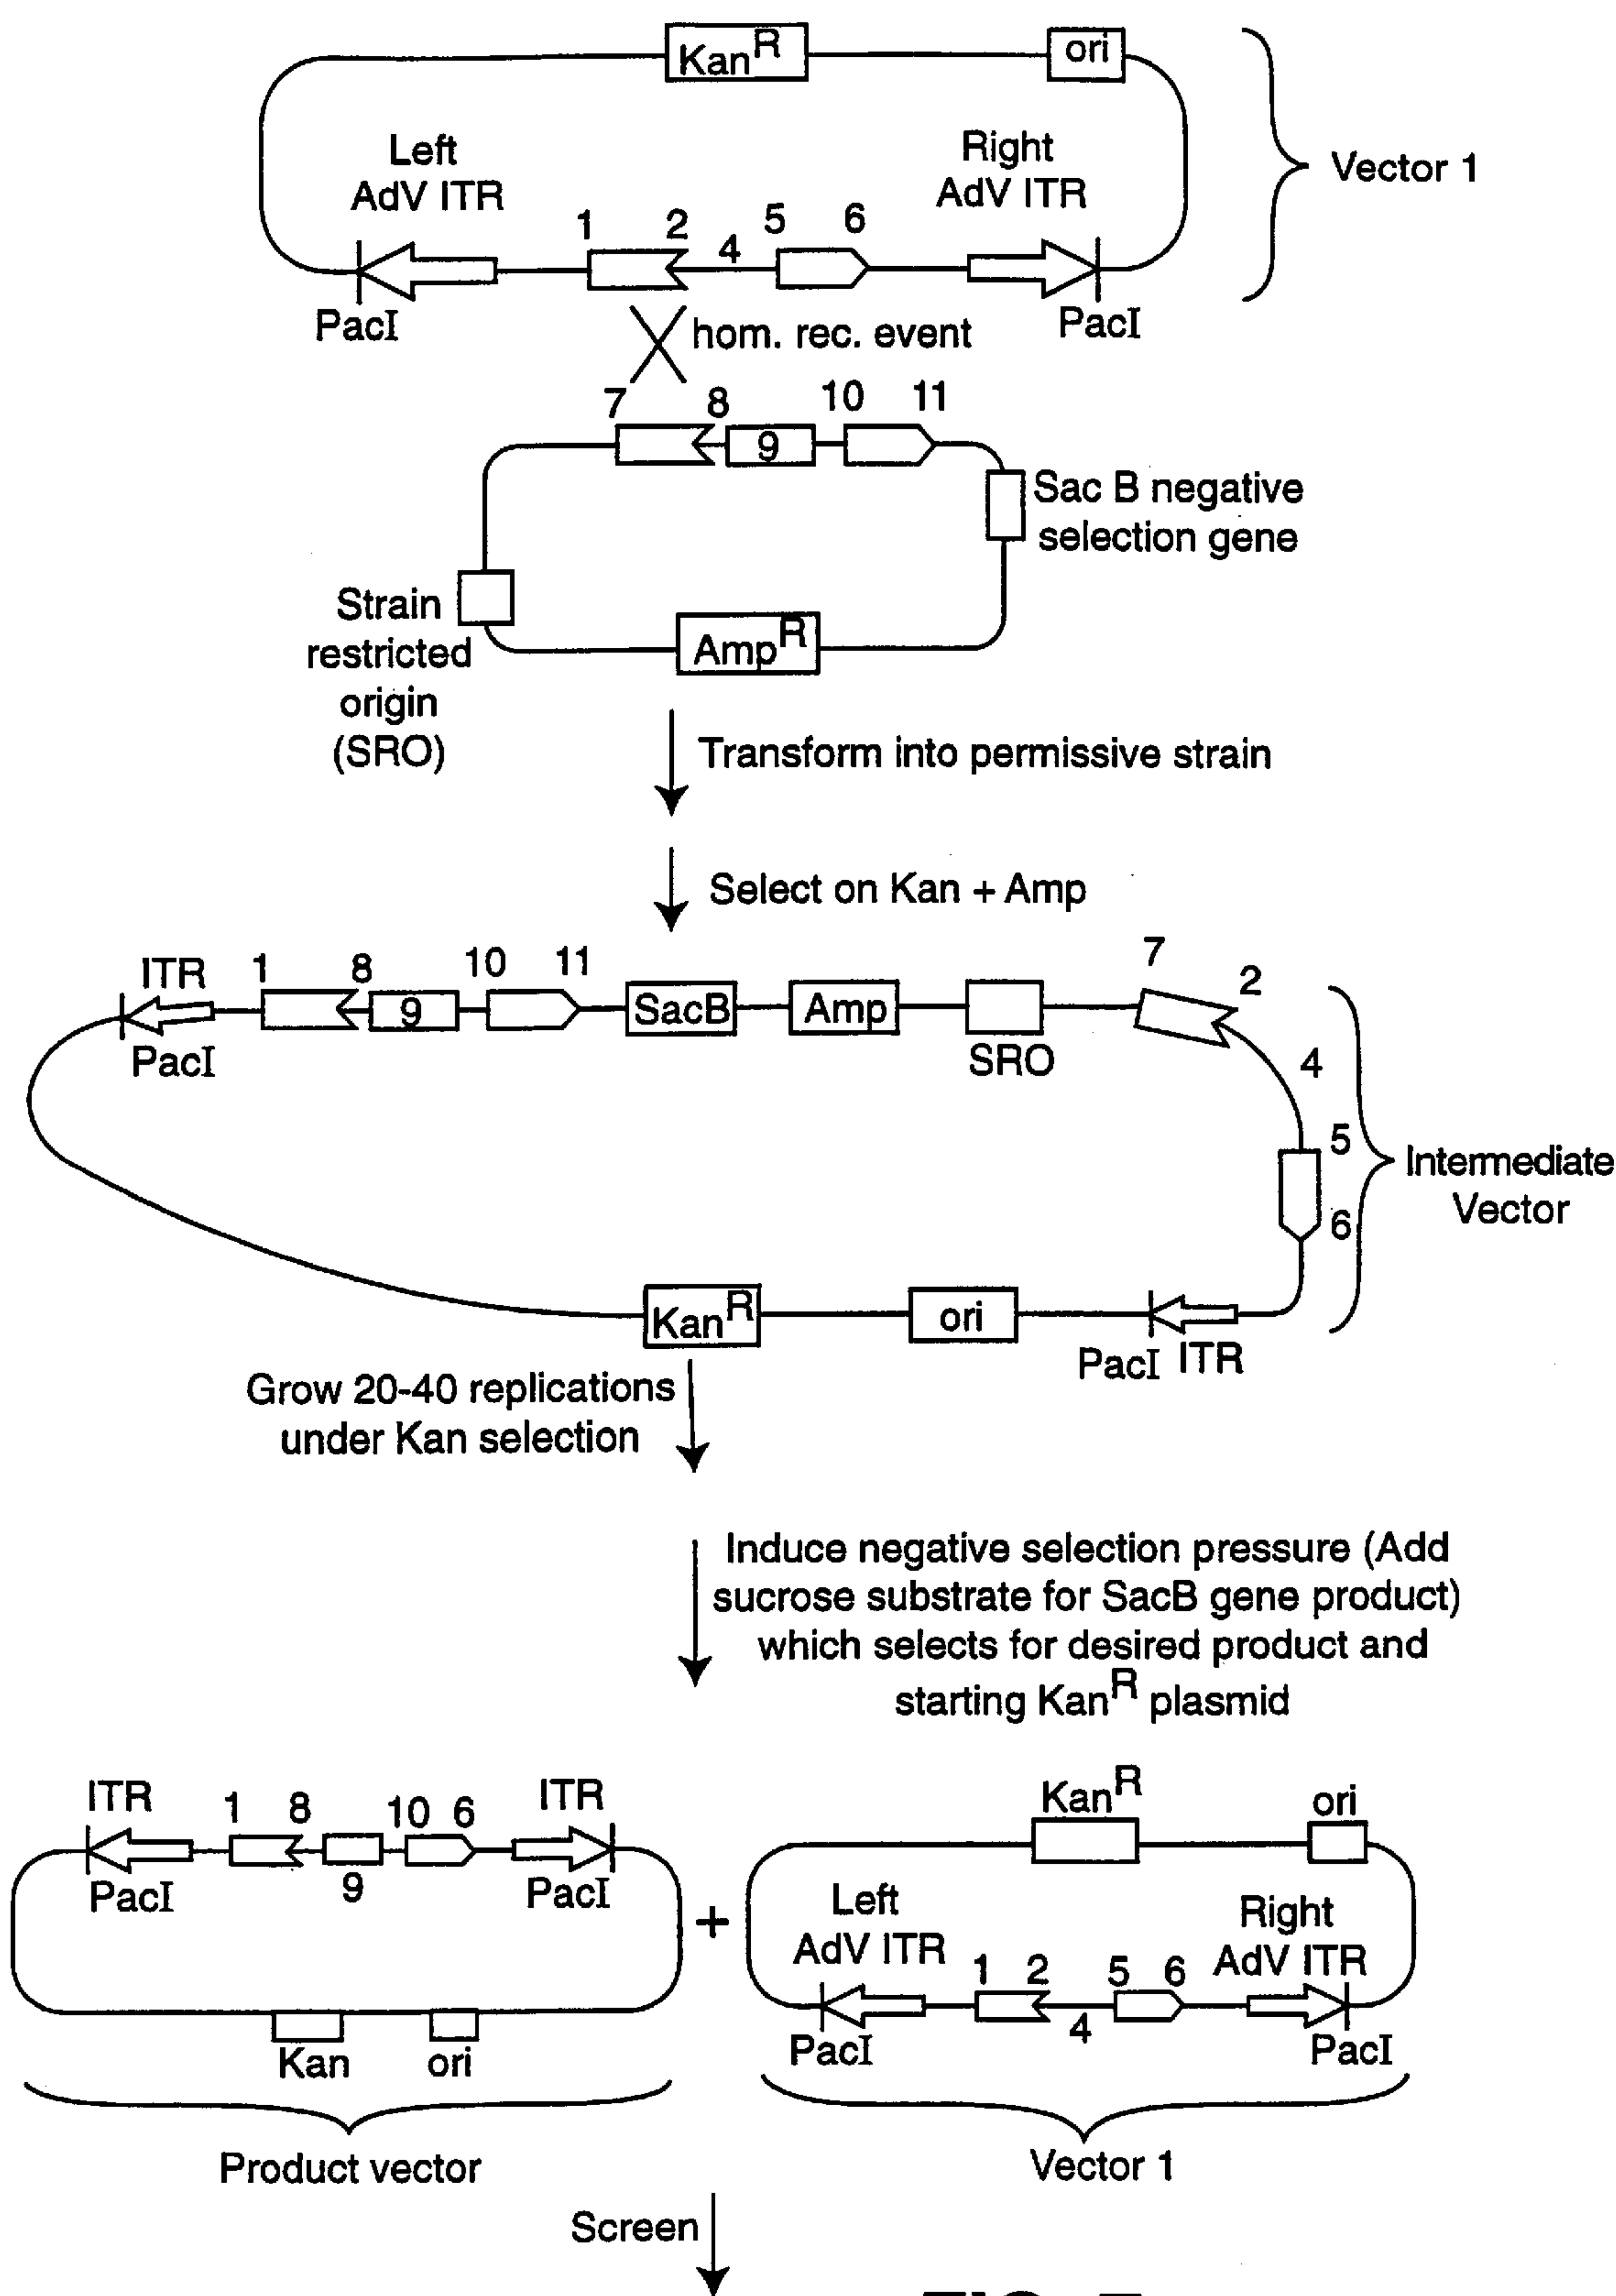 Kan^R
ori
Left
AdV ITR
Right
AdV ITR
Vector 1
1
2
4
5
6
PacI
PacI
hom. rec. event
7
8
9
10
11
Sac B negative
selection gene
Strain
restricted
origin
(SRO)
Amp^R
Transform into permissive strain
Select on Kan + Amp
ITR
1
8
9
10
11
SacB
Amp
SRO
7
2
4
5
6
PacI
Intermediate
Vector
Kan^R
ori
PacI ITR
Grow 20-40 replications
under Kan selection
Induce negative selection pressure (Add
sucrose substrate for SacB gene product)
which selects for desired product and
starting Kan^R plasmid
ITR
1
8
10
6
ITR
PacI
9
PacI
Kan
ori
Product vector
+
Kan^R
ori
Left
AdV ITR
Right
AdV ITR
1
2
4
5
6
PacI
PacI
Vector 1
Screen